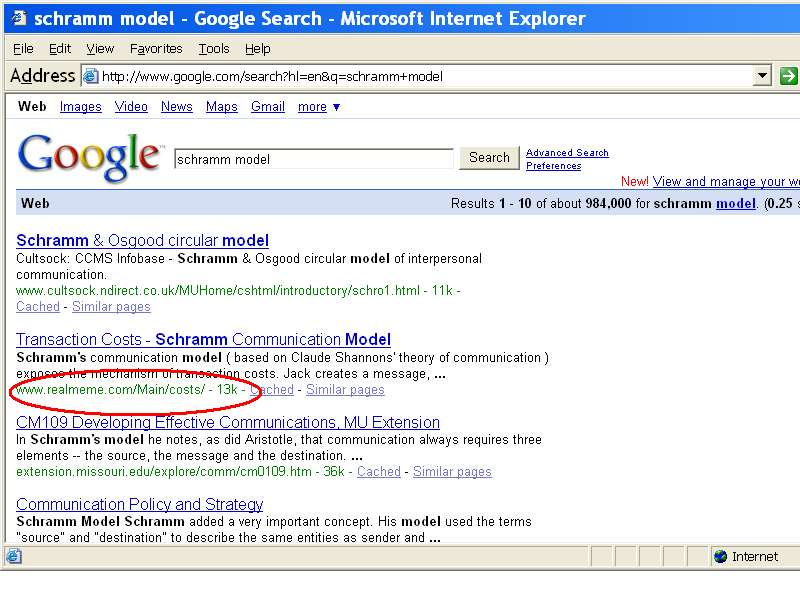 schramm model - Google Search - Microsoft Internet Explorer
File Edit View Favorites Tools Help
Address http://www.google.com/search?hl=en&q=schramm+model
Web Images Video News Maps Gmail more ▼
Google™ schramm model Search Advanced Search
Preferences
New! View and manage your
Web Results 1 - 10 of about 984,000 for schramm model. (0.25
Schramm & Osgood circular model
Cultsock: CCMS Infobase - Schramm & Osgood circular model of interpersonal
communication.
www.cultsock.ndirect.co.uk/MUHome/cshtml/introductory/schro1.html - 11k -
Cached - Similar pages
Transaction Costs - Schramm Communication Model
Schramm's communication model ( based on Claude Shannons' theory of communication )
exposes the mechanism of transaction costs. Jack creates a message, ...
www.realmeme.com/Main/costs/ - 13k - Cached - Similar pages
CM109 Developing Effective Communications, MU Extension
In Schramm's model he notes, as did Aristotle, that communication always requires three
elements -- the source, the message and the destination. ...
extension.missouri.edu/explore/comm/cm0109.htm - 36k - Cached - Similar pages
Communication Policy and Strategy
Schramm Model Schramm added a very important concept. His model used the terms
"source" and "destination" to describe the same entities as sender and ...
Internet